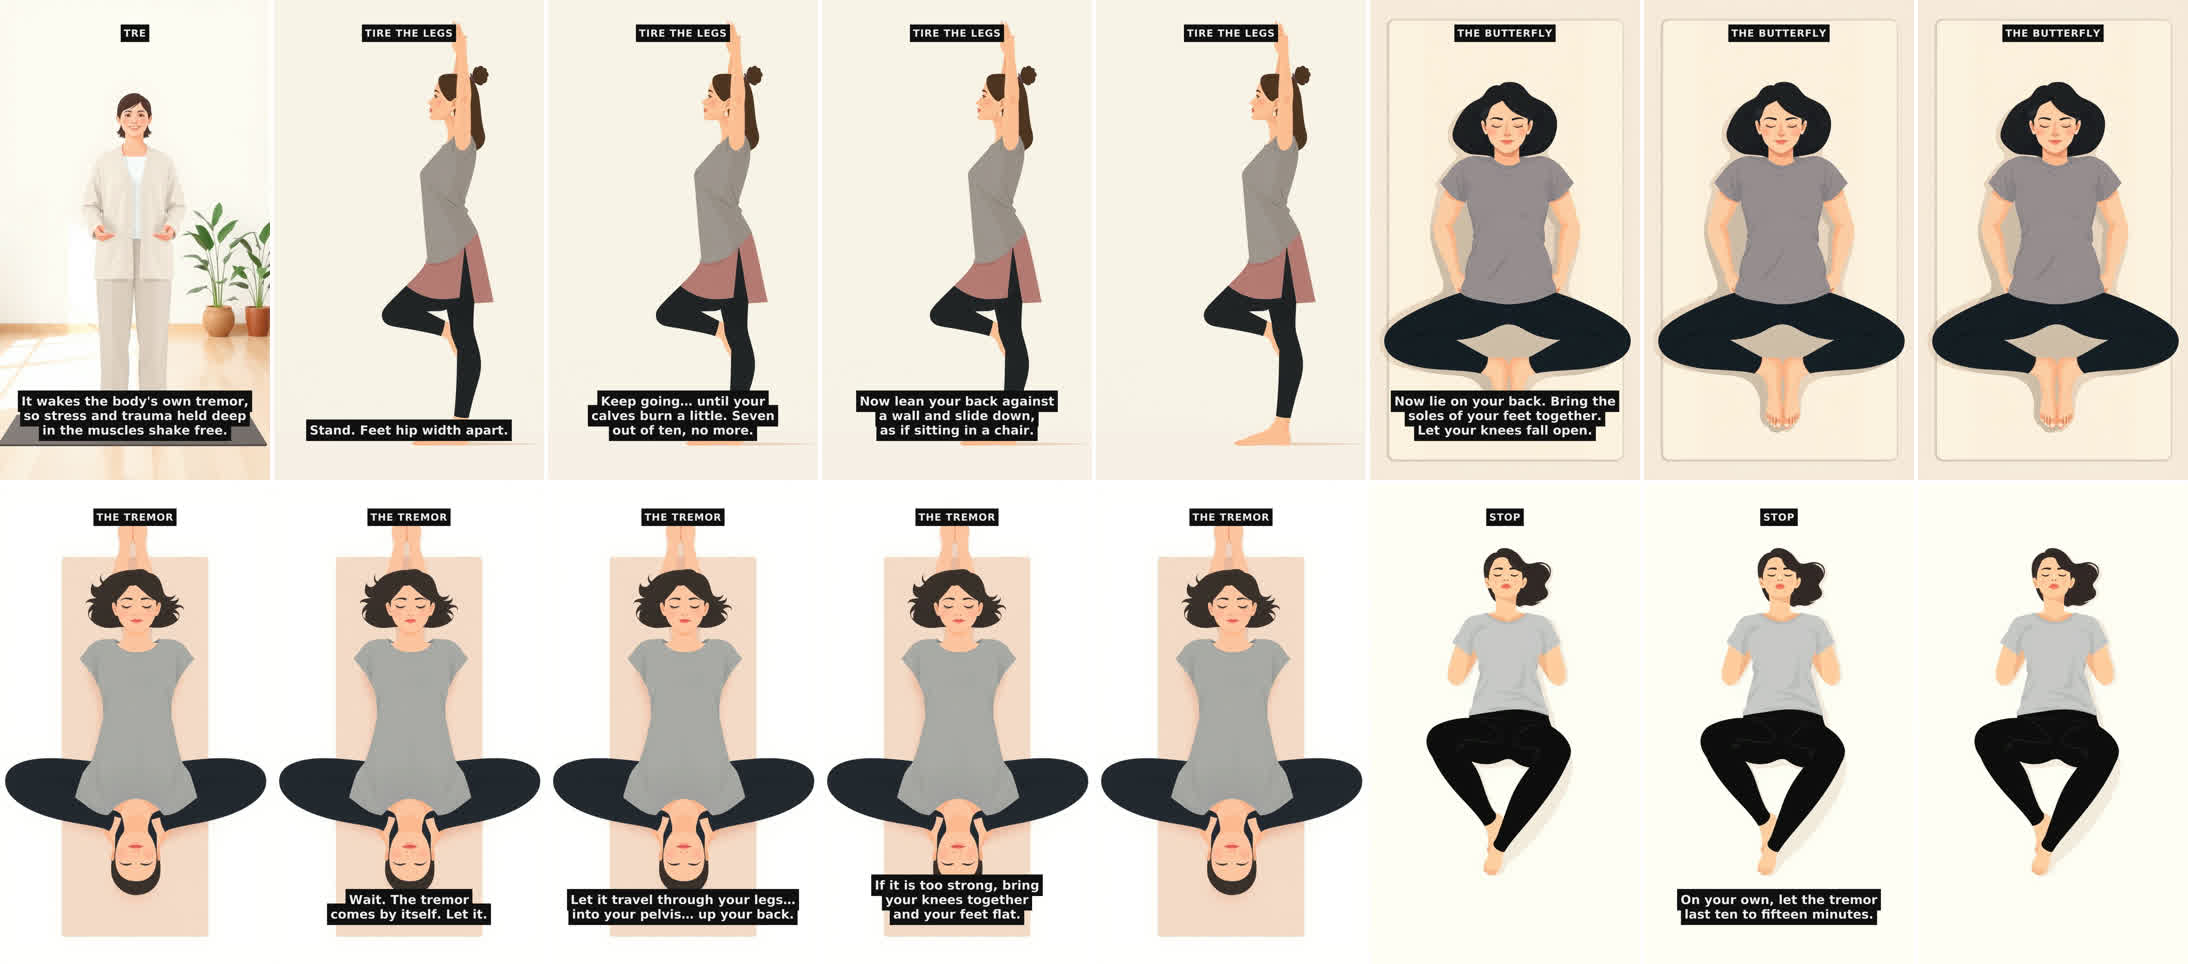 TRE
It wakes the body's own tremor,
so stress and trauma held deep
in the muscles shake free.
TIRE THE LEGS
Stand. Feet hip width apart.
TIRE THE LEGS
Keep going... until your
calves burn a little. Seven
out of ten, no more.
TIRE THE LEGS
Now lean your back against
a wall and slide down,
as if sitting in a chair.
TIRE THE LEGS
THE BUTTERFLY
Now lie on your back. Bring the
soles of your feet together.
Let your knees fall open.
THE BUTTERFLY
THE BUTTERFLY
THE TREMOR
THE TREMOR
Wait. The tremor
comes by itself. Let it.
THE TREMOR
Let it travel through your legs...
into your pelvis... up your back.
THE TREMOR
If it is too strong, bring
your knees together
and your feet flat.
THE TREMOR
STOP
STOP
On your own, let the tremor
last ten to fifteen minutes.